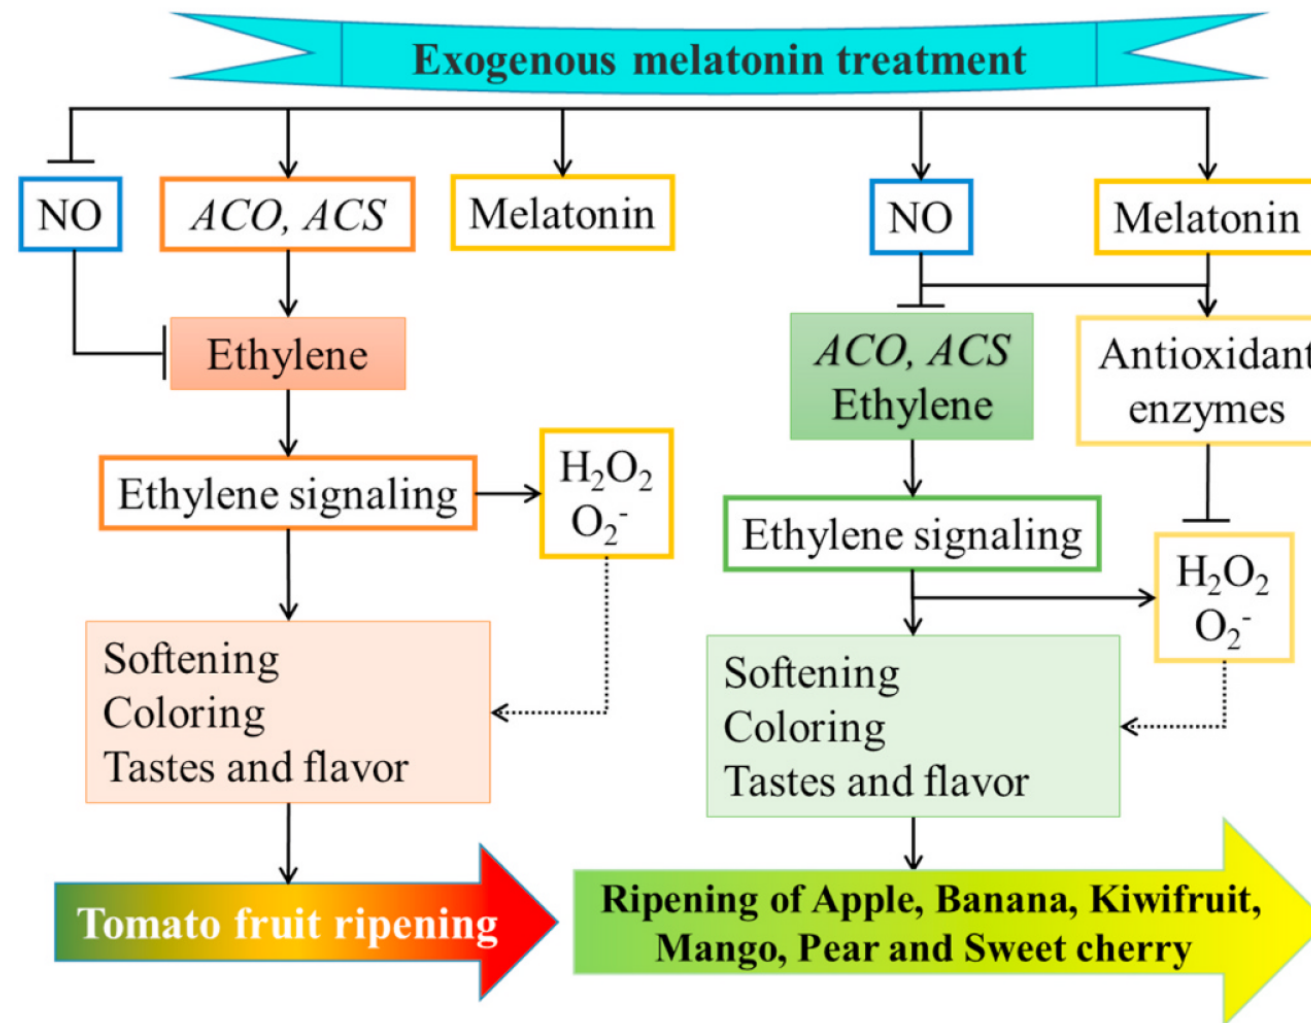 Exogenous melatonin treatment
NO
ACO, ACS
Melatonin
NO
Melatonin
Ethylene
ACO, ACS
Ethylene
Antioxidant
enzymes
Ethylene signaling
H₂O₂
O₂⁻
Ethylene signaling
H₂O₂
O₂⁻
Softening
Coloring
Tastes and flavor
Softening
Coloring
Tastes and flavor
Tomato fruit ripening
Ripening of Apple, Banana, Kiwifruit,
Mango, Pear and Sweet cherry